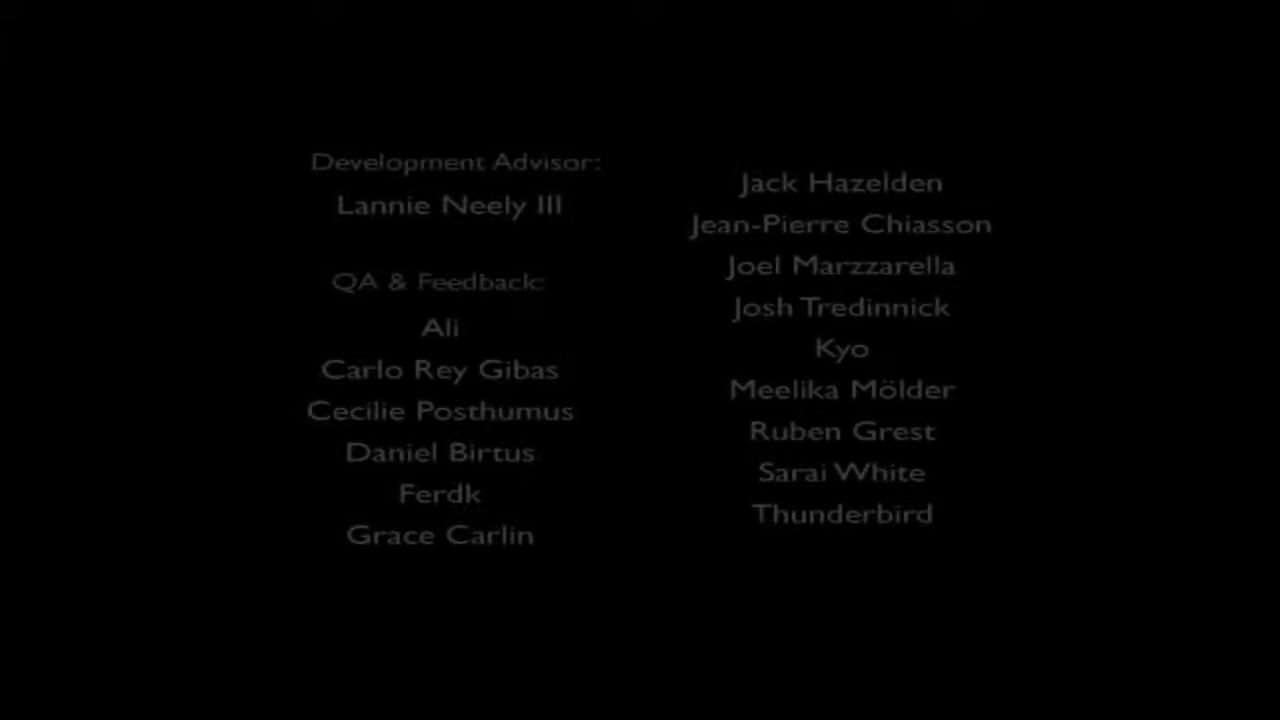 Development Advisor:
Lannie Neely III
QA & Feedback:
Ali
Carlo Rey Gibas
Cecilie Posthumus
Daniel Birtus
Ferdk
Grace Carlin
Jack Hazelden
Jean-Pierre Chiasson
Joel Marzzarella
Josh Tredinnick
Kyo
Meelika Mölder
Ruben Grest
Sarai White
Thunderbird